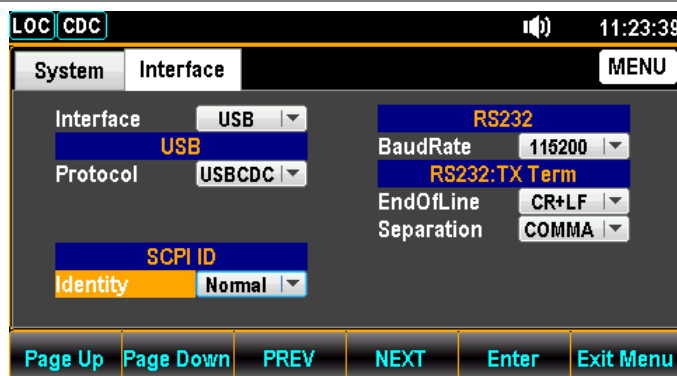 LOC CDC 11:23:39
System Interface MENU
Interface USB
USB
Protocol USBCDC
SCPI ID
Identity Normal
RS232
BaudRate 115200
RS232:TX Term
EndOfLine CR+LF
Separation COMMA
Page Up Page Down PREV NEXT Enter Exit Menu